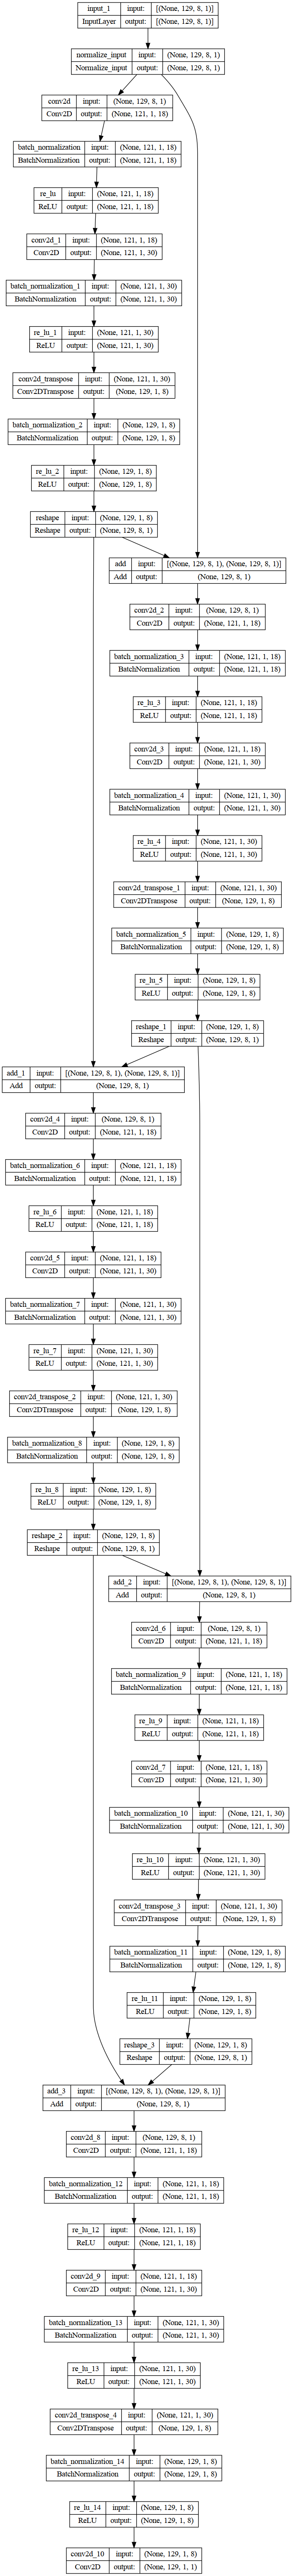 input_1 input: [(None, 129, 8, 1)]
InputLayer output: [(None, 129, 8, 1)]
normalize_input input: (None, 129, 8, 1)
Normalize_input output: (None, 129, 8, 1)
conv2d input: (None, 129, 8, 1)
Conv2D output: (None, 121, 1, 18)
batch_normalization input: (None, 121, 1, 18)
BatchNormalization output: (None, 121, 1, 18)
re_lu input: (None, 121, 1, 18)
ReLU output: (None, 121, 1, 18)
conv2d_1 input: (None, 121, 1, 18)
Conv2D output: (None, 121, 1, 30)
batch_normalization_1 input: (None, 121, 1, 30)
BatchNormalization output: (None, 121, 1, 30)
re_lu_1 input: (None, 121, 1, 30)
ReLU output: (None, 121, 1, 30)
conv2d_transpose input: (None, 121, 1, 30)
Conv2DTranspose output: (None, 129, 1, 8)
batch_normalization_2 input: (None, 129, 1, 8)
BatchNormalization output: (None, 129, 1, 8)
re_lu_2 input: (None, 129, 1, 8)
ReLU output: (None, 129, 1, 8)
reshape input: (None, 129, 1, 8)
Reshape output: (None, 129, 8, 1)
add input: [(None, 129, 8, 1), (None, 129, 8, 1)]
Add output: (None, 129, 8, 1)
conv2d_2 input: (None, 129, 8, 1)
Conv2D output: (None, 121, 1, 18)
batch_normalization_3 input: (None, 121, 1, 18)
BatchNormalization output: (None, 121, 1, 18)
re_lu_3 input: (None, 121, 1, 18)
ReLU output: (None, 121, 1, 18)
conv2d_3 input: (None, 121, 1, 18)
Conv2D output: (None, 121, 1, 30)
batch_normalization_4 input: (None, 121, 1, 30)
BatchNormalization output: (None, 121, 1, 30)
re_lu_4 input: (None, 121, 1, 30)
ReLU output: (None, 121, 1, 30)
conv2d_transpose_1 input: (None, 121, 1, 30)
Conv2DTranspose output: (None, 129, 1, 8)
batch_normalization_5 input: (None, 129, 1, 8)
BatchNormalization output: (None, 129, 1, 8)
re_lu_5 input: (None, 129, 1, 8)
ReLU output: (None, 129, 1, 8)
reshape_1 input: (None, 129, 1, 8)
Reshape output: (None, 129, 8, 1)
add_1 input: [(None, 129, 8, 1), (None, 129, 8, 1)]
Add output: (None, 129, 8, 1)
conv2d_4 input: (None, 129, 8, 1)
Conv2D output: (None, 121, 1, 18)
batch_normalization_6 input: (None, 121, 1, 18)
BatchNormalization output: (None, 121, 1, 18)
re_lu_6 input: (None, 121, 1, 18)
ReLU output: (None, 121, 1, 18)
conv2d_5 input: (None, 121, 1, 18)
Conv2D output: (None, 121, 1, 30)
batch_normalization_7 input: (None, 121, 1, 30)
BatchNormalization output: (None, 121, 1, 30)
re_lu_7 input: (None, 121, 1, 30)
ReLU output: (None, 121, 1, 30)
conv2d_transpose_2 input: (None, 121, 1, 30)
Conv2DTranspose output: (None, 129, 1, 8)
batch_normalization_8 input: (None, 129, 1, 8)
BatchNormalization output: (None, 129, 1, 8)
re_lu_8 input: (None, 129, 1, 8)
ReLU output: (None, 129, 1, 8)
reshape_2 input: (None, 129, 1, 8)
Reshape output: (None, 129, 8, 1)
add_2 input: [(None, 129, 8, 1), (None, 129, 8, 1)]
Add output: (None, 129, 8, 1)
conv2d_6 input: (None, 129, 8, 1)
Conv2D output: (None, 121, 1, 18)
batch_normalization_9 input: (None, 121, 1, 18)
BatchNormalization output: (None, 121, 1, 18)
re_lu_9 input: (None, 121, 1, 18)
ReLU output: (None, 121, 1, 18)
conv2d_7 input: (None, 121, 1, 18)
Conv2D output: (None, 121, 1, 30)
batch_normalization_10 input: (None, 121, 1, 30)
BatchNormalization output: (None, 121, 1, 30)
re_lu_10 input: (None, 121, 1, 30)
ReLU output: (None, 121, 1, 30)
conv2d_transpose_3 input: (None, 121, 1, 30)
Conv2DTranspose output: (None, 129, 1, 8)
batch_normalization_11 input: (None, 129, 1, 8)
BatchNormalization output: (None, 129, 1, 8)
re_lu_11 input: (None, 129, 1, 8)
ReLU output: (None, 129, 1, 8)
reshape_3 input: (None, 129, 1, 8)
Reshape output: (None, 129, 8, 1)
add_3 input: [(None, 129, 8, 1), (None, 129, 8, 1)]
Add output: (None, 129, 8, 1)
conv2d_8 input: (None, 129, 8, 1)
Conv2D output: (None, 121, 1, 18)
batch_normalization_12 input: (None, 121, 1, 18)
BatchNormalization output: (None, 121, 1, 18)
re_lu_12 input: (None, 121, 1, 18)
ReLU output: (None, 121, 1, 18)
conv2d_9 input: (None, 121, 1, 18)
Conv2D output: (None, 121, 1, 30)
batch_normalization_13 input: (None, 121, 1, 30)
BatchNormalization output: (None, 121, 1, 30)
re_lu_13 input: (None, 121, 1, 30)
ReLU output: (None, 121, 1, 30)
conv2d_transpose_4 input: (None, 121, 1, 30)
Conv2DTranspose output: (None, 129, 1, 8)
batch_normalization_14 input: (None, 129, 1, 8)
BatchNormalization output: (None, 129, 1, 8)
re_lu_14 input: (None, 129, 1, 8)
ReLU output: (None, 129, 1, 8)
conv2d_10 input: (None, 129, 1, 8)
Conv2D output: (None, 129, 1, 1)